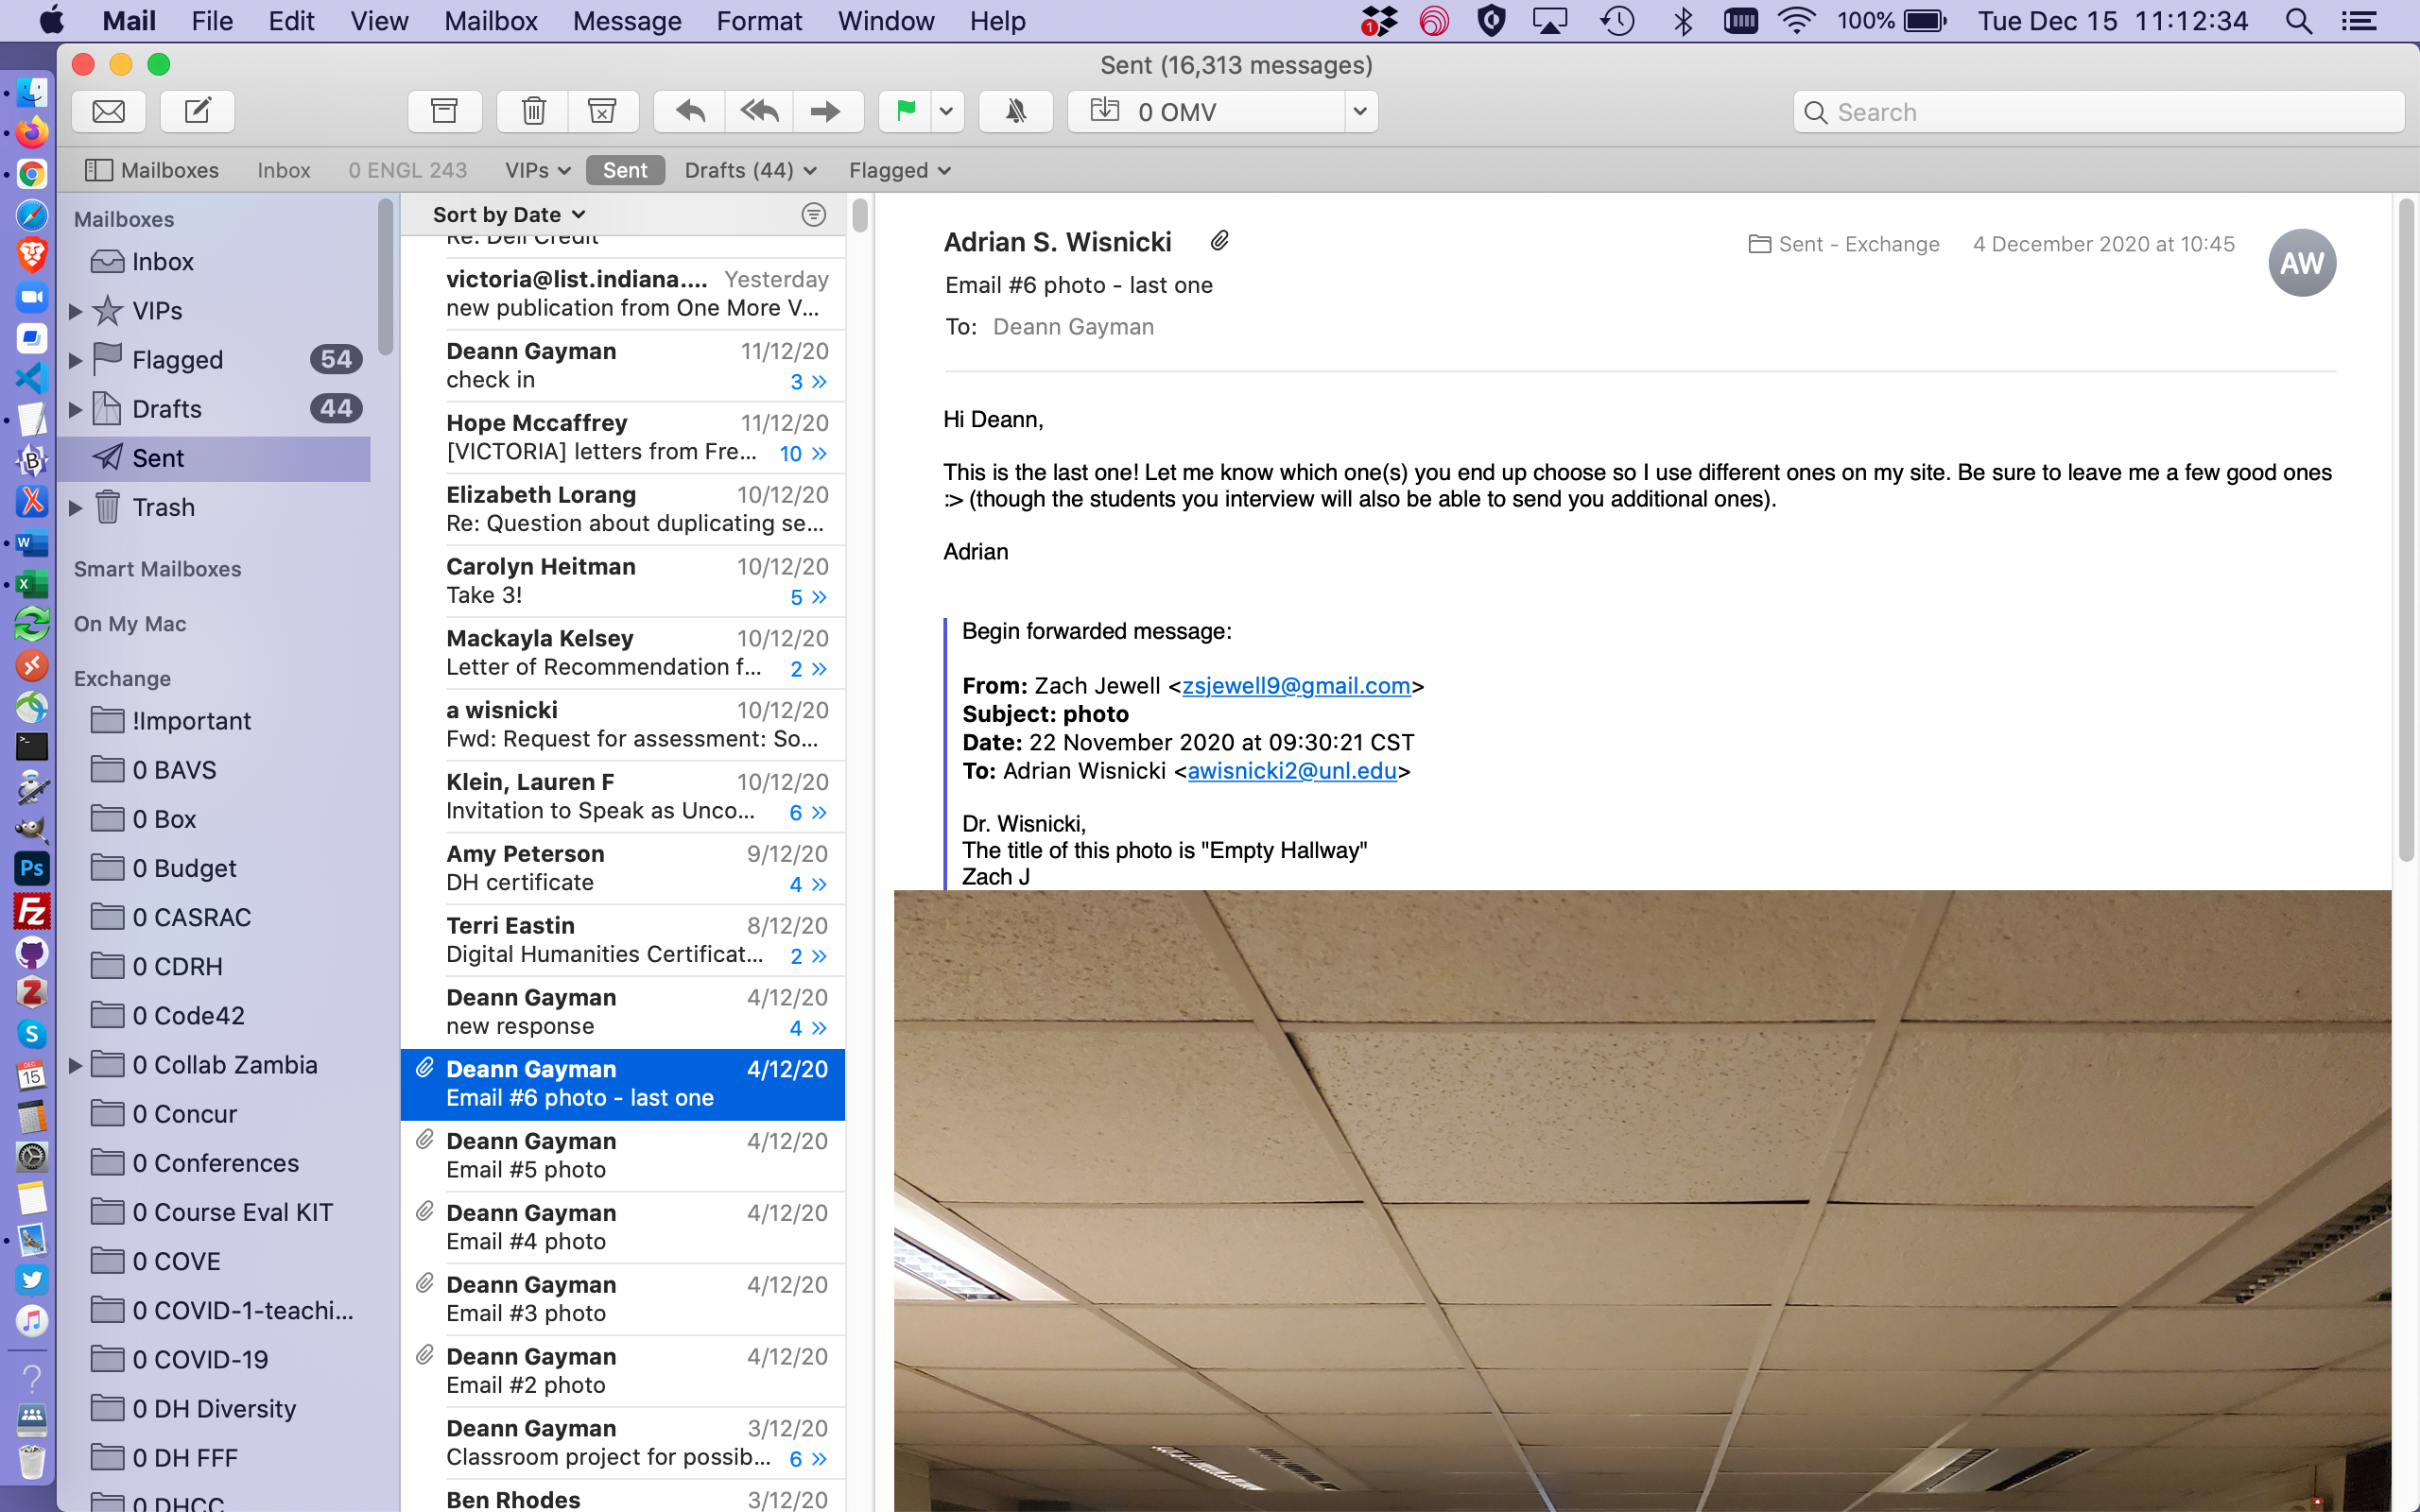 Mail File Edit View Mailbox Message Format Window Help 1 100% Tue Dec 15 11:12:34
Sent (16,313 messages)
0 OMV
Search
Mailboxes Inbox 0 ENGL 243 VIPs Sent Drafts (44) Flagged
Mailboxes
Inbox
VIPs
Flagged 54
Drafts 44
Sent
Trash
Smart Mailboxes
On My Mac
Exchange
!Important
0 BAVS
0 Box
0 Budget
0 CASRAC
0 CDRH
0 Code42
0 Collab Zambia
0 Concur
0 Conferences
0 Course Eval KIT
0 COVE
0 COVID-1-teachi...
0 COVID-19
0 DH Diversity
0 DH FFF
0 DHCC
Sort by Date
Re: Dell Credit
victoria@list.indiana.... Yesterday
new publication from One More V...
Deann Gayman 11/12/20
check in 3 »
Hope Mccaffrey 11/12/20
[VICTORIA] letters from Fre... 10 »
Elizabeth Lorang 10/12/20
Re: Question about duplicating se...
Carolyn Heitman 10/12/20
Take 3! 5 »
Mackayla Kelsey 10/12/20
Letter of Recommendation f... 2 »
a wisnicki 10/12/20
Fwd: Request for assessment: So...
Klein, Lauren F 10/12/20
Invitation to Speak as Unco... 6 »
Amy Peterson 9/12/20
DH certificate 4 »
Terri Eastin 8/12/20
Digital Humanities Certificat... 2 »
Deann Gayman 4/12/20
new response 4 »
Deann Gayman 4/12/20
Email #6 photo - last one
Deann Gayman 4/12/20
Email #5 photo
Deann Gayman 4/12/20
Email #4 photo
Deann Gayman 4/12/20
Email #3 photo
Deann Gayman 4/12/20
Email #2 photo
Deann Gayman 3/12/20
Classroom project for possib... 6 »
Ben Rhodes 3/12/20
Adrian S. Wisnicki Sent - Exchange 4 December 2020 at 10:45
AW
Email #6 photo - last one
To: Deann Gayman
Hi Deann,
This is the last one! Let me know which one(s) you end up choose so I use different ones on my site. Be sure to leave me a few good ones
:> (though the students you interview will also be able to send you additional ones).
Adrian
Begin forwarded message:
From: Zach Jewell <zsjewell9@gmail.com>
Subject: photo
Date: 22 November 2020 at 09:30:21 CST
To: Adrian Wisnicki <awisnicki2@unl.edu>
Dr. Wisnicki,
The title of this photo is "Empty Hallway"
Zach J
B
W
X
Ps
Fz
Z
S
DEC
15
?